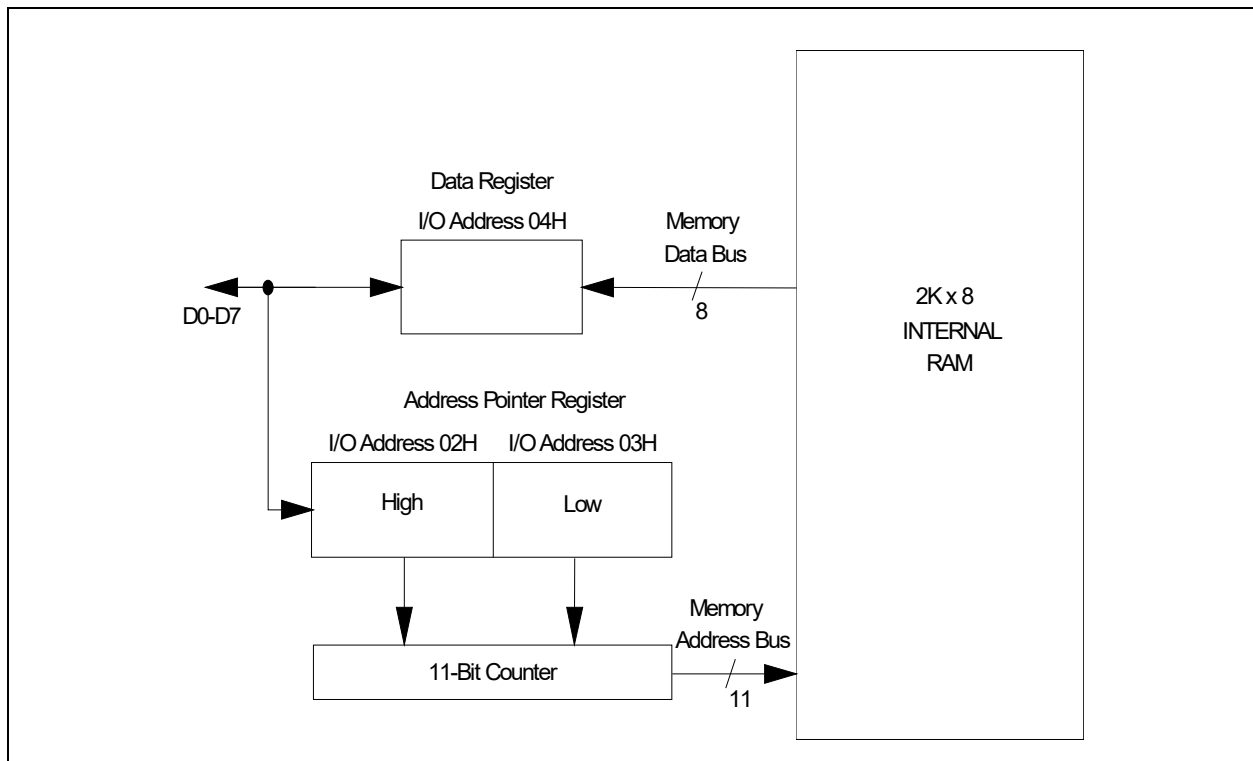 Data Register
I/O Address 04H
Memory
Data Bus
8
D0-D7
2K x 8
INTERNAL
RAM
Address Pointer Register
I/O Address 02H
I/O Address 03H
High
Low
Memory
Address Bus
11
11-Bit Counter